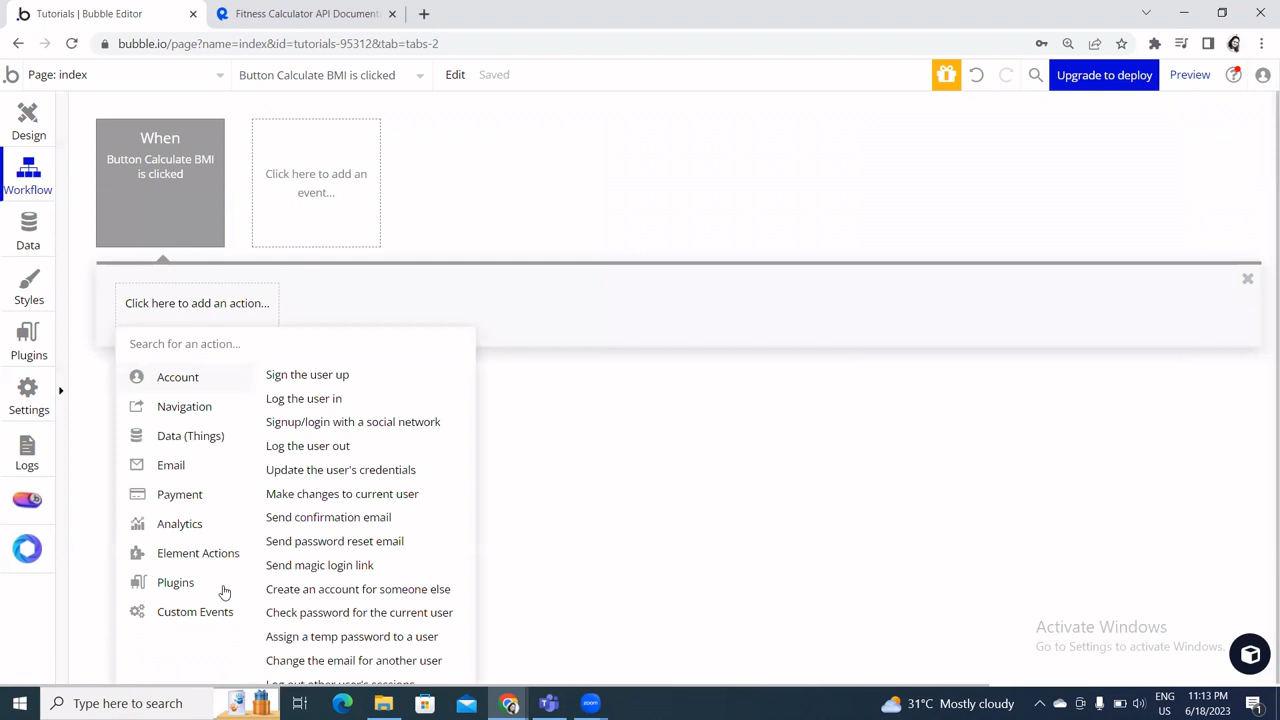 Tutorials | Bubble Editor
Fitness Calculator API Document
bubble.io/page?name=index&id=tutorials-95312&tab=tabs-2
Page: index
Button Calculate BMI is clicked
Edit
Saved
Upgrade to deploy
Preview
Design
Workflow
Data
Styles
Plugins
Settings
Logs
When
Button Calculate BMI
is clicked
Click here to add an
event...
Click here to add an action...
Search for an action...
Account
Navigation
Data (Things)
Email
Payment
Analytics
Element Actions
Plugins
Custom Events
Sign the user up
Log the user in
Signup/login with a social network
Log the user out
Update the user's credentials
Make changes to current user
Send confirmation email
Send password reset email
Send magic login link
Create an account for someone else
Check password for the current user
Assign a temp password to a user
Change the email for another user
Log out other user's sessions
Activate Windows
Go to Settings to activate Windows.
Type here to search
31°C Mostly cloudy
ENG
US
11:13 PM
6/18/2023